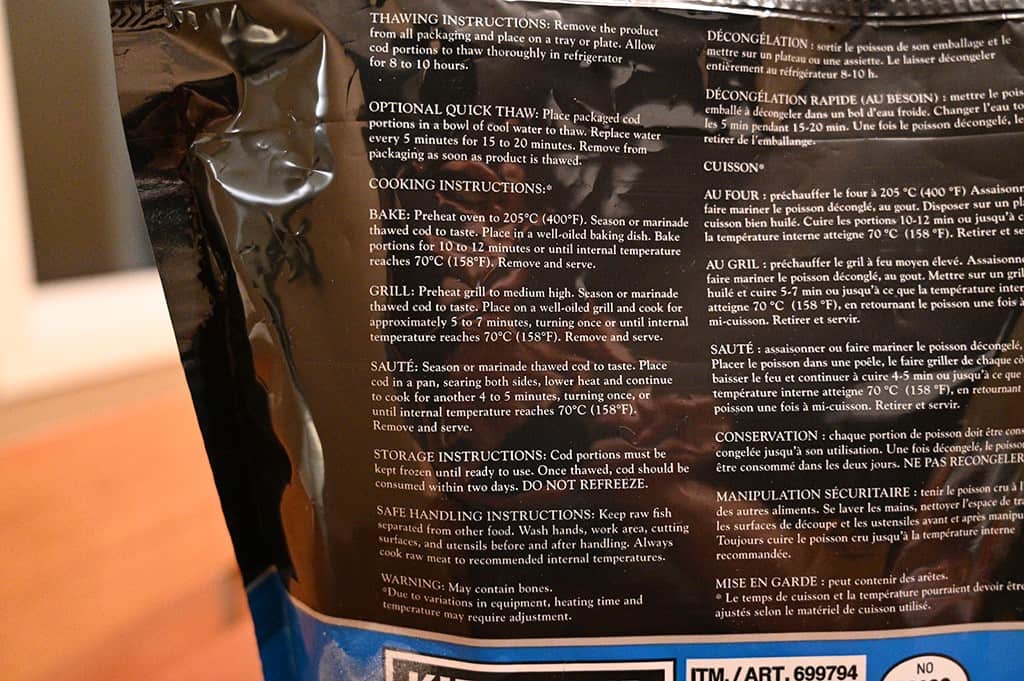 THAWING INSTRUCTIONS: Remove the product
from all packaging and place on a tray or plate. Allow
cod portions to thaw thoroughly in refrigerator
for 8 to 10 hours.
OPTIONAL QUICK THAW: Place packaged cod
portions in a bowl of cool water to thaw. Replace water
every 5 minutes for 15 to 20 minutes. Remove from
packaging as soon as product is thawed.
COOKING INSTRUCTIONS:*
BAKE: Preheat oven to 205°C (400°F). Season or marinade
thawed cod to taste. Place in a well-oiled baking dish. Bake
portions for 10 to 12 minutes or until internal temperature
reaches 70°C (158°F). Remove and serve.
GRILL: Preheat grill to medium high. Season or marinade
thawed cod to taste. Place on a well-oiled grill and cook for
approximately 5 to 7 minutes, turning once or until internal
temperature reaches 70°C (158°F). Remove and serve.
SAUTÉ: Season or marinade thawed cod to taste. Place
cod in a pan, searing both sides, lower heat and continue
to cook for another 4 to 5 minutes, turning once, or
until internal temperature reaches 70°C (158°F).
Remove and serve.
STORAGE INSTRUCTIONS: Cod portions must be
kept frozen until ready to use. Once thawed, cod should be
consumed within two days. DO NOT REFREEZE.
SAFE HANDLING INSTRUCTIONS: Keep raw fish
separated from other food. Wash hands, work area, cutting
surfaces, and utensils before and after handling. Always
cook raw meat to recommended internal temperatures.
WARNING: May contain bones.
*Due to variations in equipment, heating time and
temperature may require adjustment.
DÉCONGÉLATION : sortir le poisson de son emballage et le
mettre sur un plateau ou une assiette. Le laisser décongeler
entièrement au réfrigérateur 8-10 h.
DÉCONGÉLATION RAPIDE (AU BESOIN) : mettre le pois
emballé à décongeler dans un bol d'eau froide. Changer l'eau to
les 5 min pendant 15-20 min. Une fois le poisson décongelé, le
retirer de l'emballange.
CUISSON*
AU FOUR : préchauffer le four à 205 °C (400 °F) Assaisonn
faire mariner le poisson décongelé, au gout. Disposer sur un pla
cuisson bien huilé. Cuire les portions 10-12 min ou jusqu'à c
la température interne atteigne 70 °C (158 °F). Retirer et se
AU GRIL : préchauffer le gril à feu moyen élevé. Assaisonne
faire mariner le poisson décongelé, au gout. Mettre sur un gril
huilé et cuire 5-7 min ou jusqu'à ce que la température inter
atteigne 70 °C (158 °F), en retournant le poisson une fois à
mi-cuisson. Retirer et servir.
SAUTÉ : assaisonner ou faire mariner le poisson décongelé,
Placer le poisson dans une poële, le faire griller de chaque cô
baisser le feu et continuer à cuire 4-5 min ou jusqu'à ce que
température interne atteigne 70 °C (158 °F), en retournant
poisson une fois à mi-cuisson. Retirer et servir.
CONSERVATION : chaque portion de poisson doit être cons
congelée jusqu'à son utilisation. Une fois décongelé, le poisson
être consommé dans les deux jours. NE PAS RECONGELER
MANIPULATION SÉCURITAIRE : tenir le poisson cru à l
des autres aliments. Se laver les mains, nettoyer l'espace de tra
les surfaces de découpe et les ustensiles avant et après manipu
Toujours cuire le poisson cru jusqu'à la température interne
recommandée.
MISE EN GARDE : peut contenir des arêtes.
* Le temps de cuisson et la température pourraient devoir être
ajustés selon le matériel de cuisson utilisé.
ITM./ART. 699794
NO